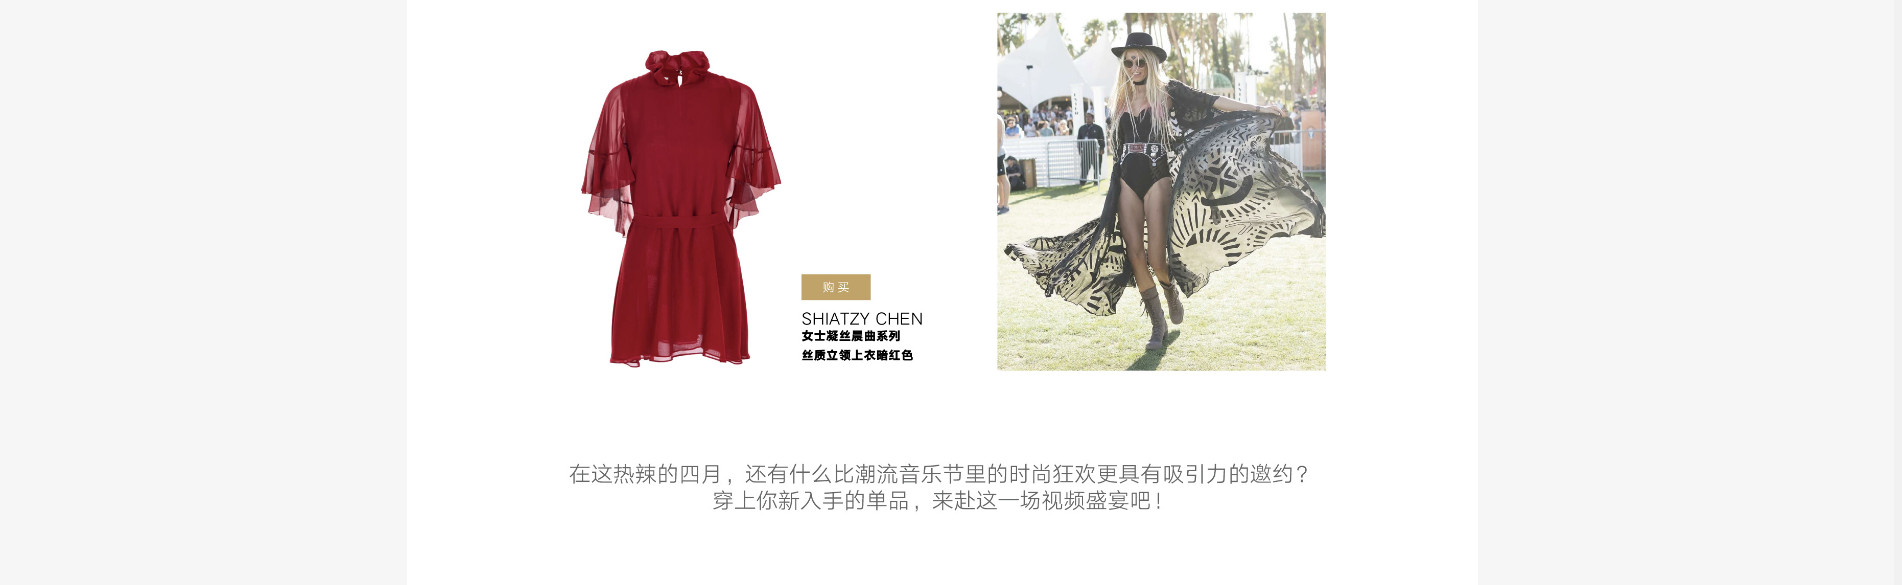 购买
SHIATZY CHEN
女士凝丝晨曲系列
丝质立领上衣暗红色
在这热辣的四月，还有什么比潮流音乐节里的时尚狂欢更具有吸引力的邀约？
穿上你新入手的单品，来赴这一场视频盛宴吧！